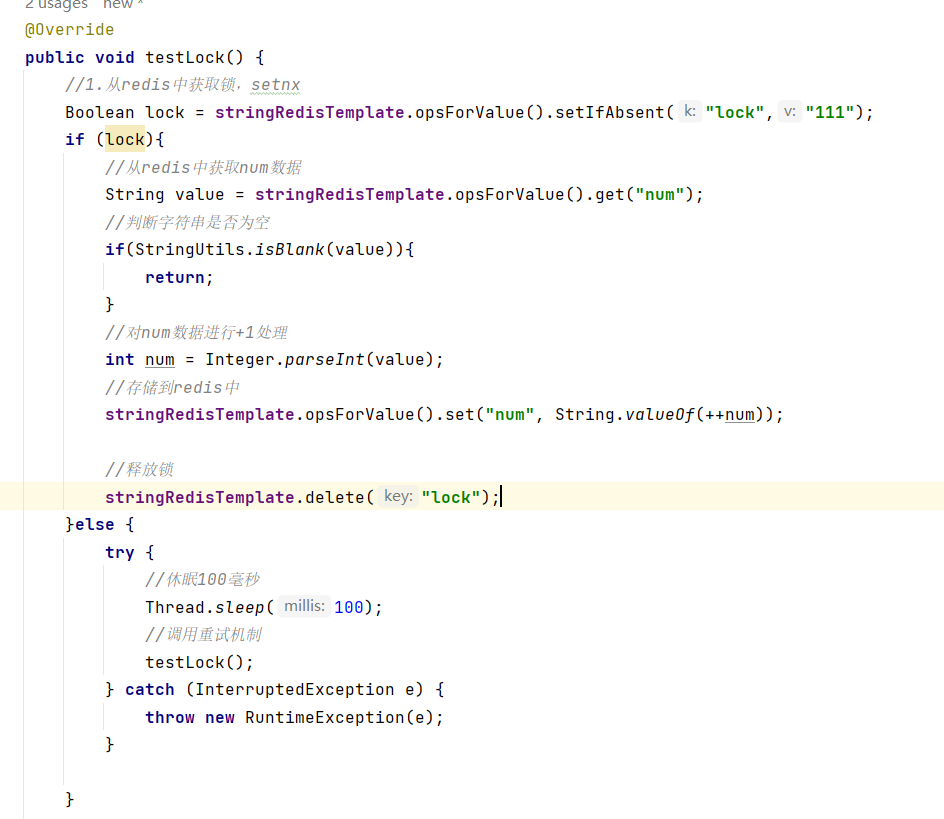 2 usages new *
@Override
public void testLock() {
//1.从redis中获取锁，setnx
Boolean lock = stringRedisTemplate.opsForValue().setIfAbsent( k: "lock", v: "111");
if (lock){
//从redis中获取num数据
String value = stringRedisTemplate.opsForValue().get("num");
//判断字符串是否为空
if(StringUtils.isBlank(value)){
return;
}
//对num数据进行+1处理
int num = Integer.parseInt(value);
//存储到redis中
stringRedisTemplate.opsForValue().set("num", String.valueOf(++num));
//释放锁
stringRedisTemplate.delete( key: "lock");
}else {
try {
//休眠100毫秒
Thread.sleep( millis: 100);
//调用重试机制
testLock();
} catch (InterruptedException e) {
throw new RuntimeException(e);
}
}